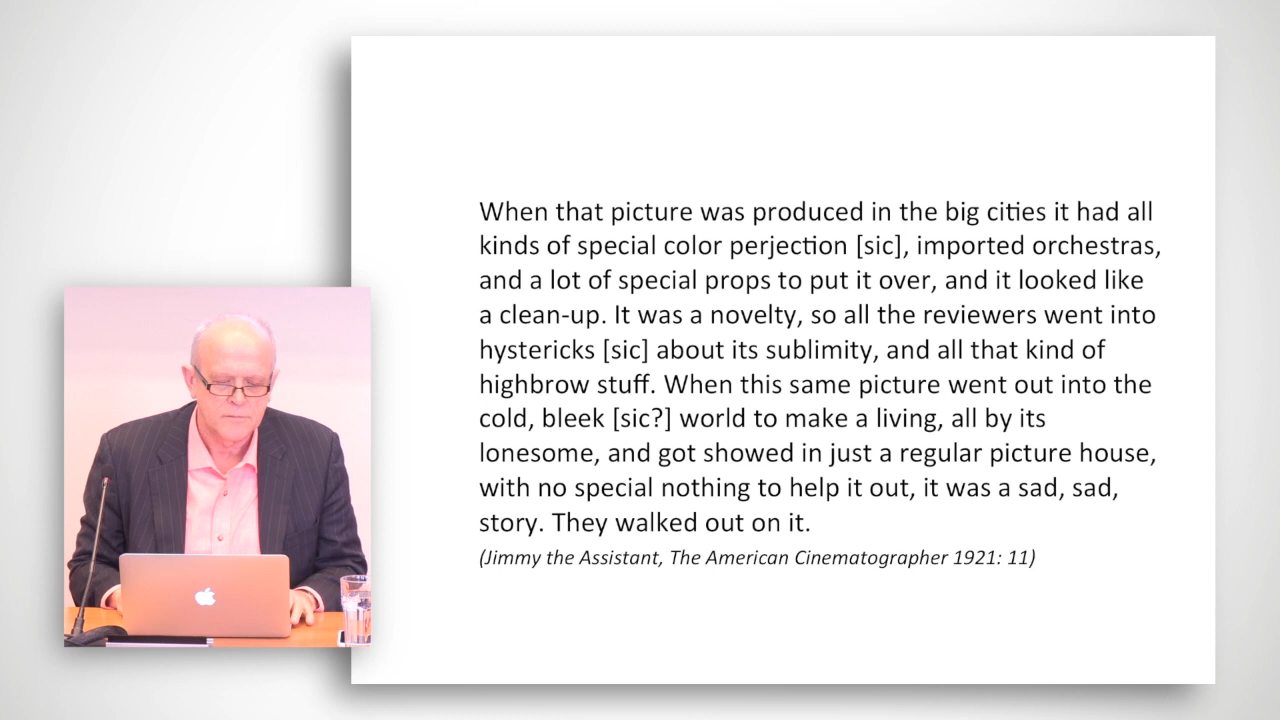 When that picture was produced in the big cities it had all
kinds of special color perjection [sic], imported orchestras,
and a lot of special props to put it over, and it looked like
a clean-up. It was a novelty, so all the reviewers went into
hystericks [sic] about its sublimity, and all that kind of
highbrow stuff. When this same picture went out into the
cold, bleek [sic?] world to make a living, all by its
lonesome, and got showed in just a regular picture house,
with no special nothing to help it out, it was a sad, sad,
story. They walked out on it.
(Jimmy the Assistant, The American Cinematographer 1921: 11)